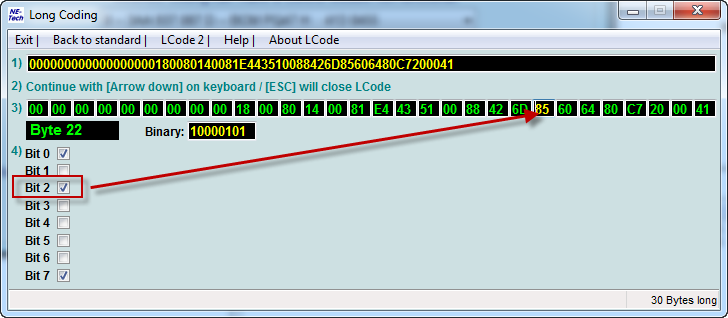 NE-Tech Long Coding
Exit | Back to standard | LCode 2 | Help | About LCode
1) 000000000000000000180080140081E443510088426D85606480C7200041
2) Continue with [Arrow down] on keyboard / [ESC] will close LCode
3) 00 00 00 00 00 00 00 00 00 18 00 80 14 00 81 E4 43 51 00 88 42 6D 85 60 64 80 C7 20 00 41
Byte 22 Binary: 10000101
4) Bit 0
Bit 1
Bit 2
Bit 3
Bit 4
Bit 5
Bit 6
Bit 7
30 Bytes long